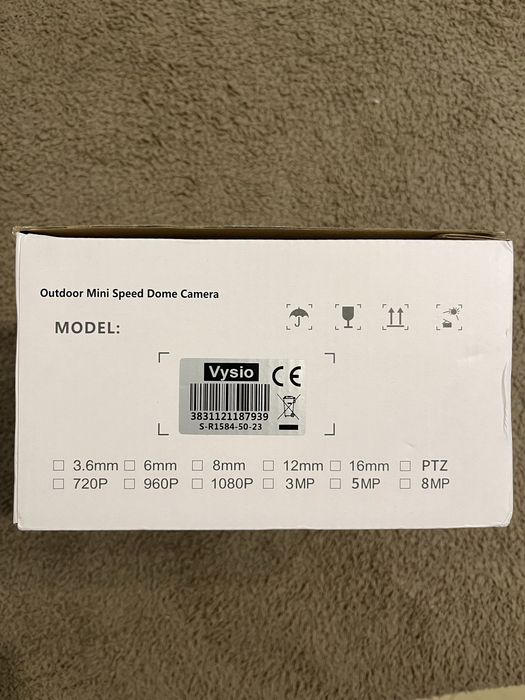 Outdoor Mini Speed Dome Camera
MODEL:
Vysio CE
3831121187939
S-R1584-50-23
3.6mm 6mm 8mm 12mm 16mm PTZ
720P 960P 1080P 3MP 5MP 8MP